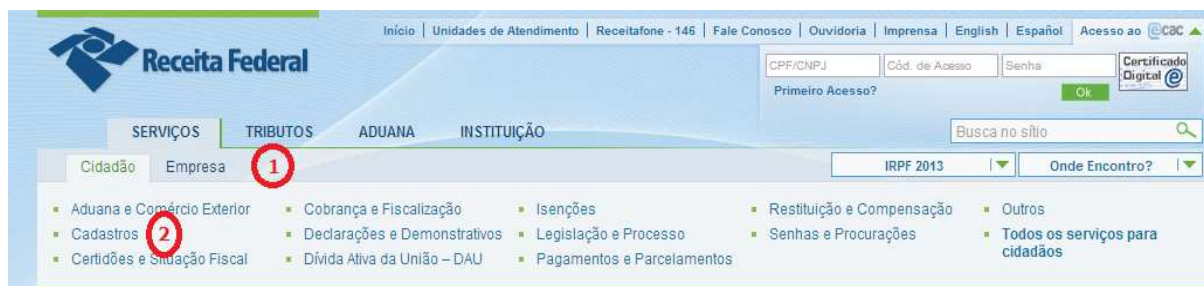 Início | Unidades de Atendimento | Receitafone - 146 | Fale Conosco | Ouvidoria | Imprensa | English | Español Acesso ao e-CAC
Receita Federal
CPF/CNPJ Cód. de Acesso Senha
Certificado
Digital
Primeiro Acesso?
Ok
SERVIÇOS TRIBUTOS ADUANA INSTITUIÇÃO
Busca no sítio
Cidadão Empresa 1 IRPF 2013 Onde Encontro?
Aduana e Comércio Exterior Cobrança e Fiscalização Isenções Restituição e Compensação Outros
Cadastros 2 Declarações e Demonstrativos Legislação e Processo Senhas e Procurações Todos os serviços para
cidadãos
Certidões e Situação Fiscal Dívida Ativa da União – DAU Pagamentos e Parcelamentos